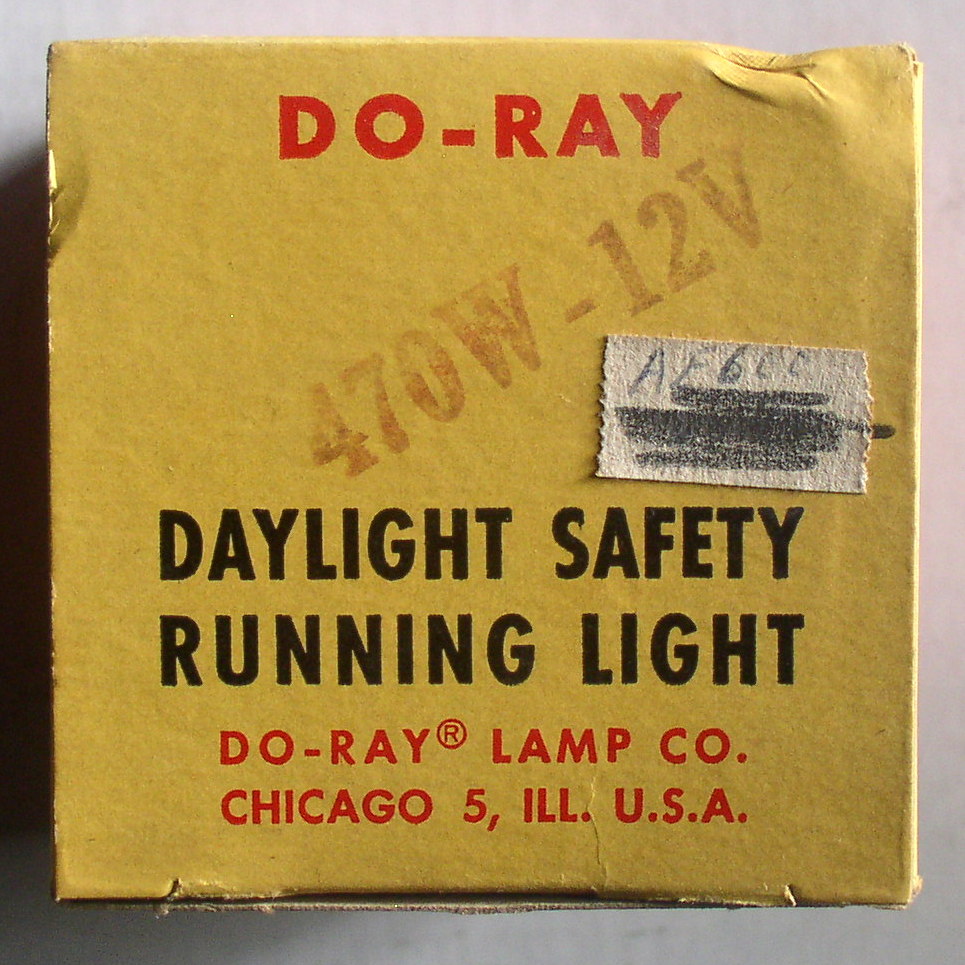 DO-RAY
470W-12V
DAYLIGHT SAFETY
RUNNING LIGHT
DO-RAY® LAMP CO.
CHICAGO 5, ILL. U.S.A.